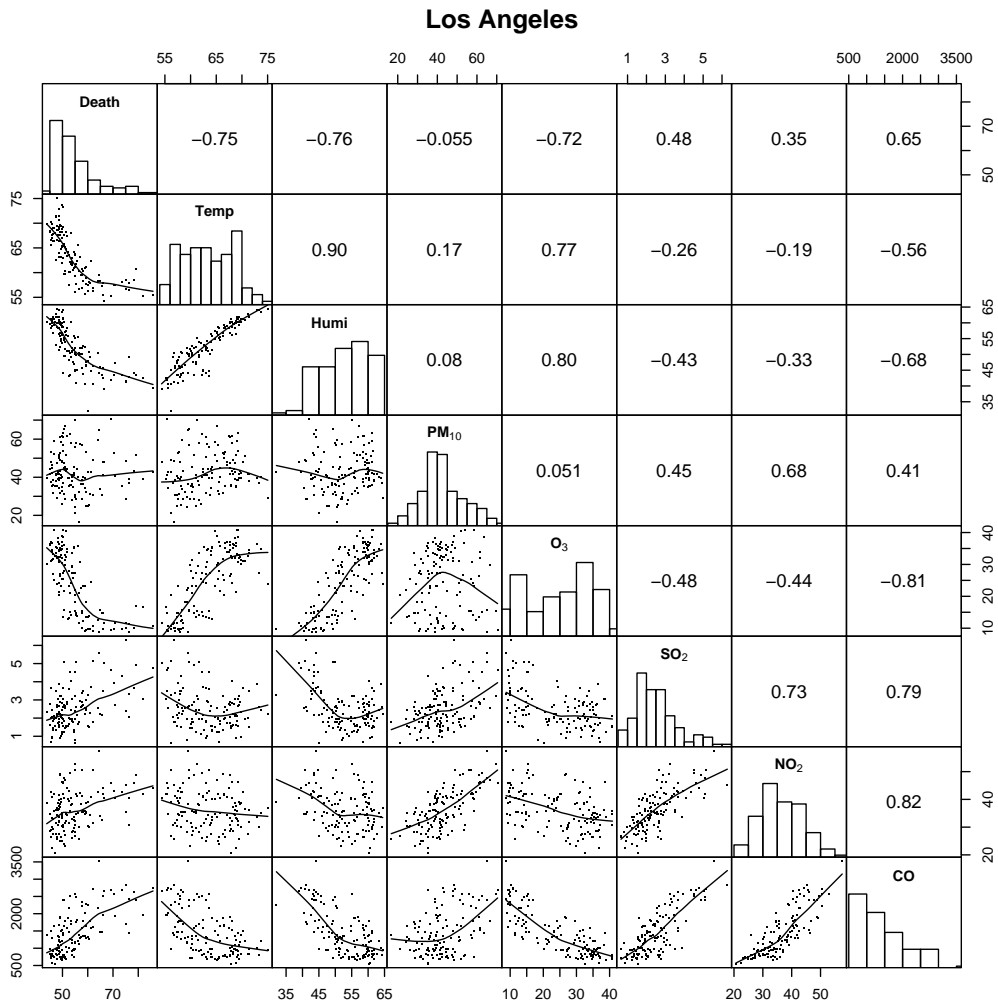 Los Angeles
55 65 75 20 40 60 1 3 5 500 2000 3500
Death −0.75 −0.76 −0.055 −0.72 0.48 0.35 0.65
50 70
Temp 0.90 0.17 0.77 −0.26 −0.19 −0.56
55 65 75
Humi 0.08 0.80 −0.43 −0.33 −0.68
35 45 55 65
PM₁₀ 0.051 0.45 0.68 0.41
20 40 60
O₃ −0.48 −0.44 −0.81
10 20 30 40
SO₂ 0.73 0.79
1 3 5
NO₂ 0.82
20 40
CO
500 2000 3500
50 70 35 45 55 65 10 20 30 40 20 30 40 50